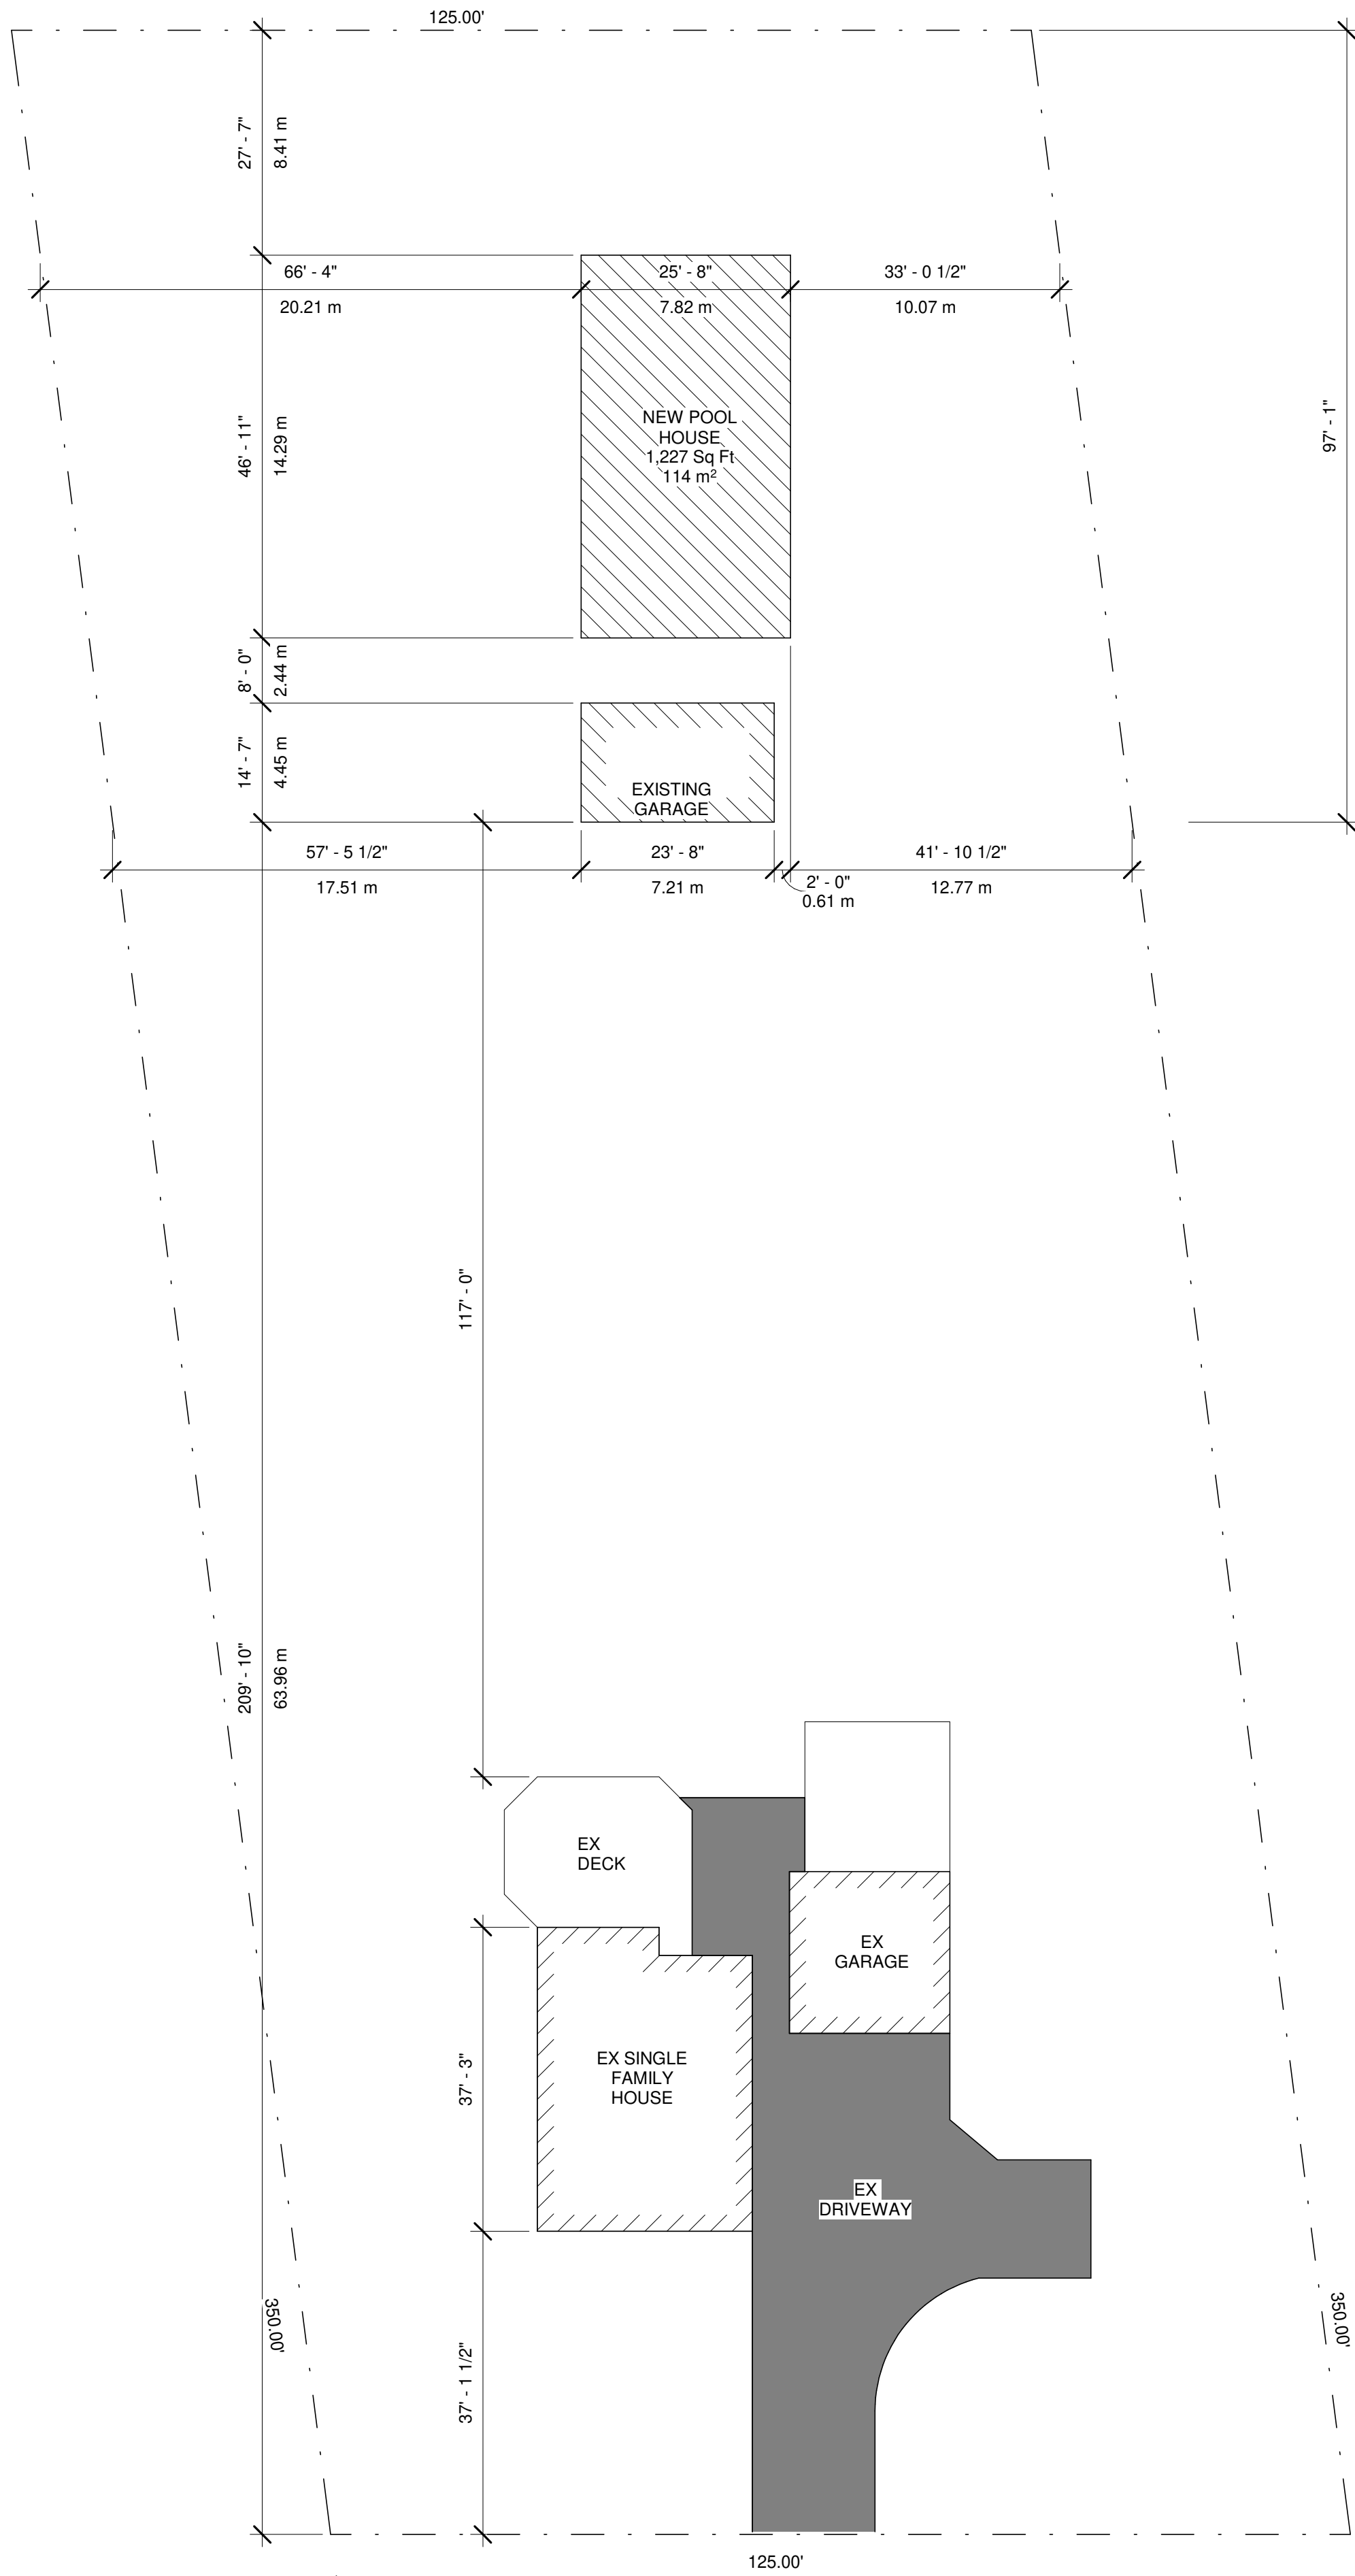 125.00'
27' - 7"
8.41 m
66' - 4"
20.21 m
25' - 8"
7.82 m
33' - 0 1/2"
10.07 m
97' - 1"
46' - 11"
14.29 m
NEW POOL
HOUSE
1,227 Sq Ft
114 m²
8' - 0"
2.44 m
14' - 7"
4.45 m
EXISTING
GARAGE
57' - 5 1/2"
17.51 m
23' - 8"
7.21 m
2' - 0"
0.61 m
41' - 10 1/2"
12.77 m
117' - 0"
209' - 10"
63.96 m
EX
DECK
EX
GARAGE
37' - 3"
EX SINGLE
FAMILY
HOUSE
EX
DRIVEWAY
350.00'
350.00'
37' - 1 1/2"
125.00'